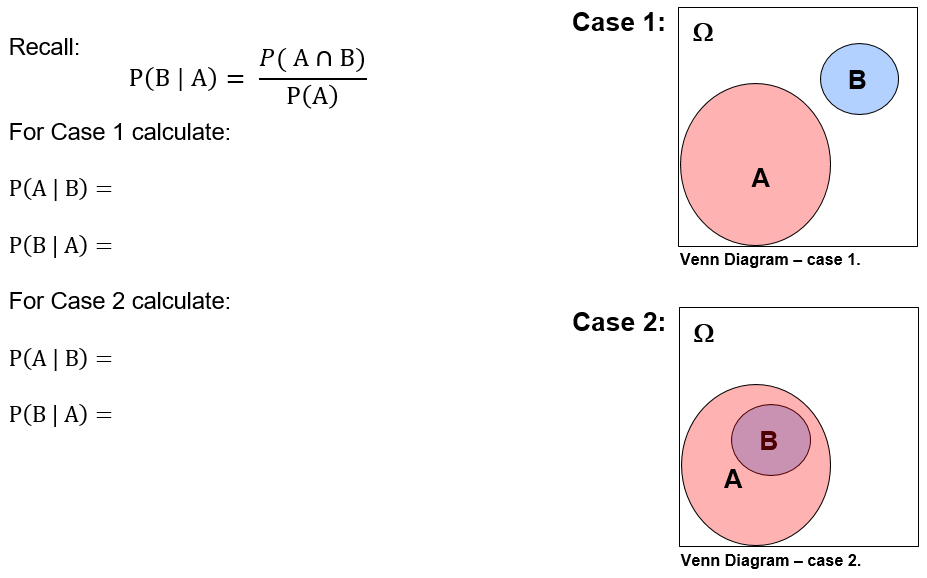 Recall:
P(B | A) = P( A ∩ B) / P(A)
For Case 1 calculate:
P(A | B) =
P(B | A) =
For Case 2 calculate:
P(A | B) =
P(B | A) =
Case 1:
Ω
B
A
Venn Diagram – case 1.
Case 2:
Ω
B
A
Venn Diagram – case 2.